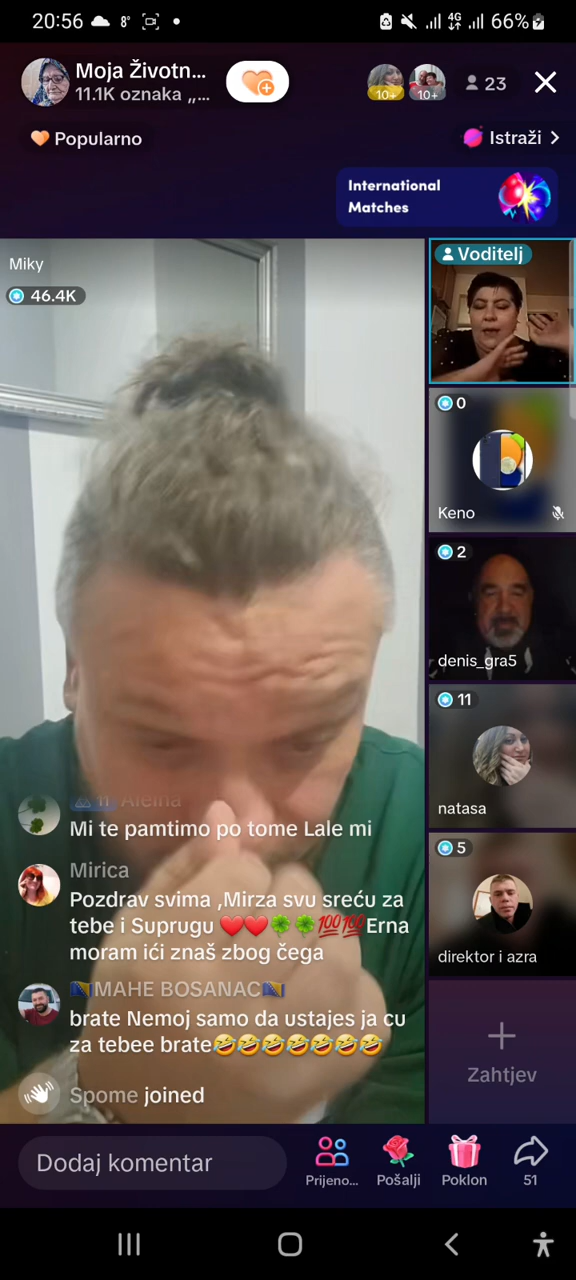 20:56 8° 4G 66%
Moja Životn...
11.1K oznaka „„...
10+ 10+ 23
Popularno
Istraži
International
Matches
Miky
46.4K
Voditelj
0
Keno
2
denis_gra5
11
natasa
5
direktor i azra
Zahtjev
11 Aleina
Mi te pamtimo po tome Lale mi
Mirica
Pozdrav svima ,Mirza svu sreću za
tebe i Suprugu ❤️❤️🍀🍀💯💯Erna
moram ići znaš zbog čega
🇧🇦MAHE BOSANAC🇧🇦
brate Nemoj samo da ustajes ja cu
za tebee brate🤣🤣🤣🤣🤣🤣🤣
Spome joined
Dodaj komentar
Prijeno...
Pošalji
Poklon
51